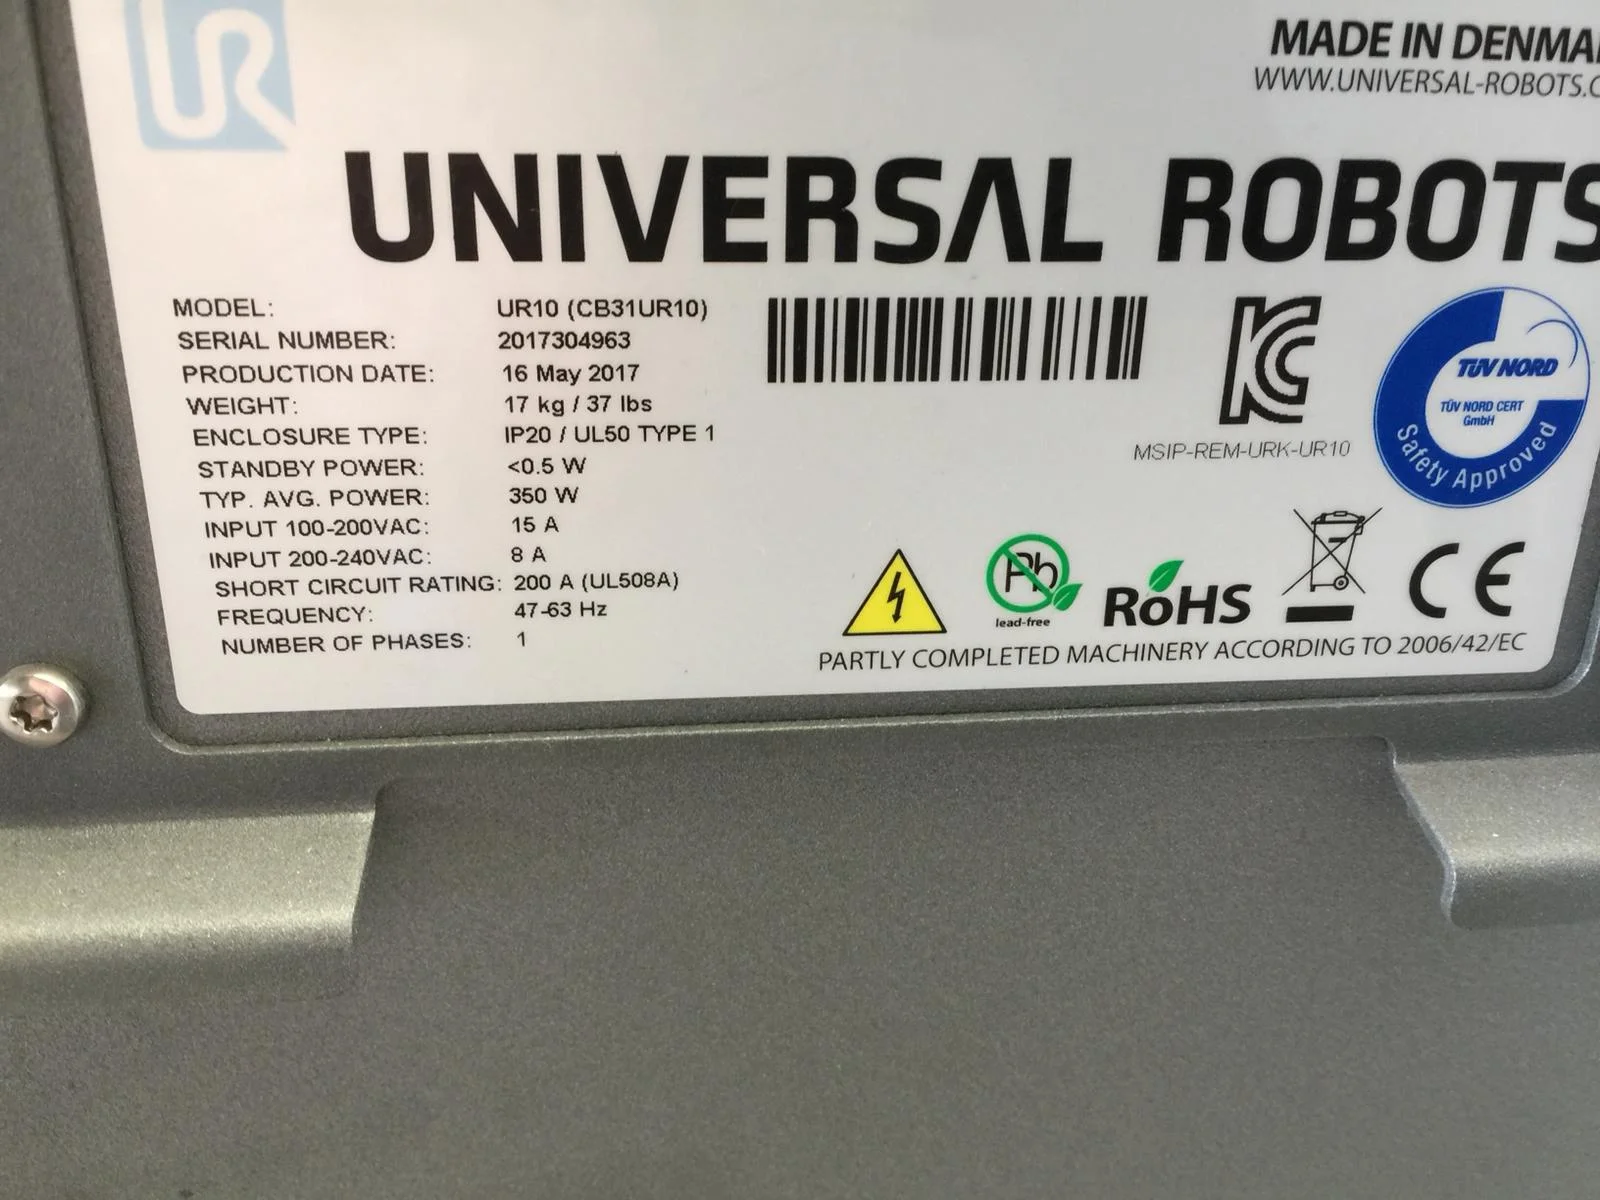 UR
MADE IN DENMA
WWW.UNIVERSAL-ROBOTS.C
UNIVERSAL ROBOTS
MODEL: UR10 (CB31UR10)
SERIAL NUMBER: 2017304963
PRODUCTION DATE: 16 May 2017
WEIGHT: 17 kg / 37 lbs
ENCLOSURE TYPE: IP20 / UL50 TYPE 1
STANDBY POWER: <0.5 W
TYP. AVG. POWER: 350 W
INPUT 100-200VAC: 15 A
INPUT 200-240VAC: 8 A
SHORT CIRCUIT RATING: 200 A (UL508A)
FREQUENCY: 47-63 Hz
NUMBER OF PHASES: 1
KC
MSIP-REM-URK-UR10
TÜV NORD
TÜV NORD CERT
GmbH
Safety Approved
Pb
lead-free
RoHS
CE
PARTLY COMPLETED MACHINERY ACCORDING TO 2006/42/EC